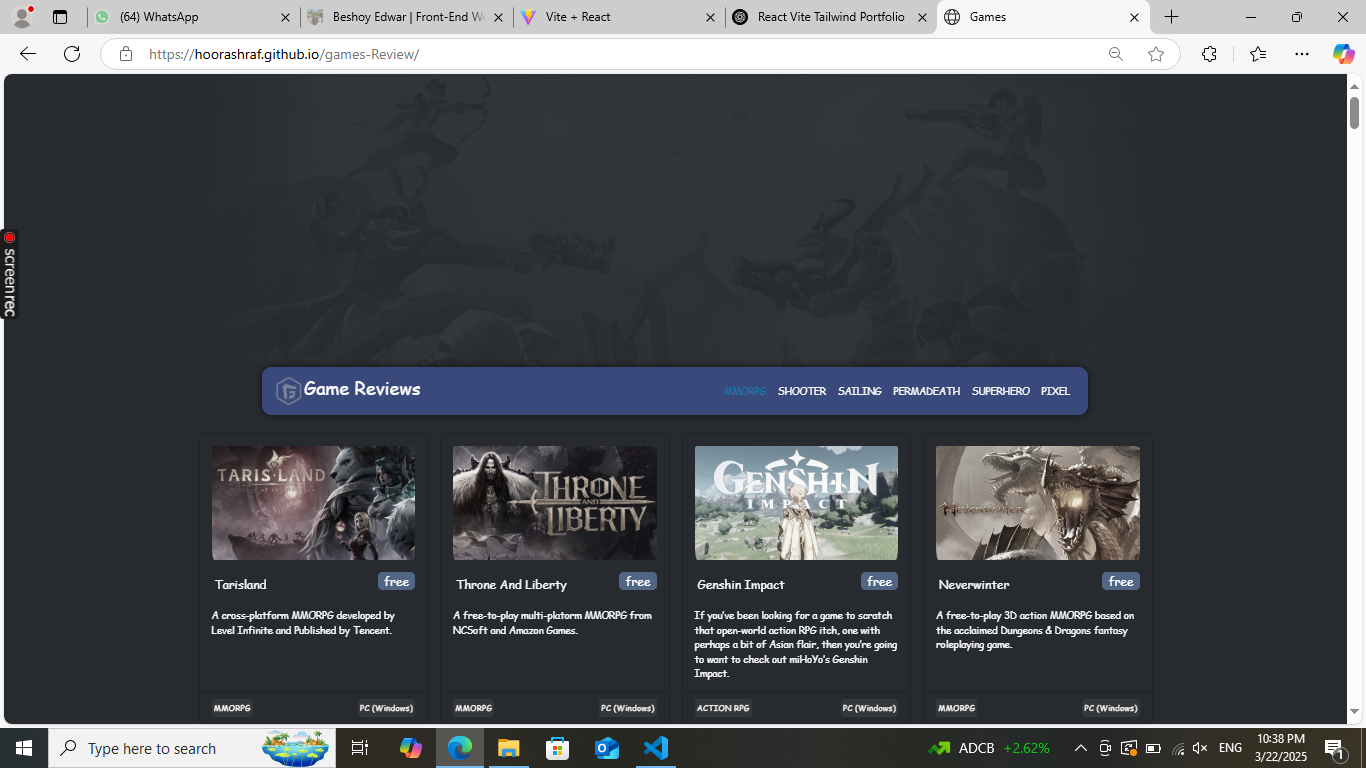 (64) WhatsApp
Beshoy Edwar | Front-End We
Vite + React
React Vite Tailwind Portfolio
Games
https://hoorashraf.github.io/games-Review/
screenrec
Game Reviews
MMORPG SHOOTER SAILING PERMADEATH SUPERHERO PIXEL
TARISLAND
THRONE AND LIBERTY
GENSHIN IMPACT
NEVERWINTER
Tarisland free
A cross-platform MMORPG developed by
Level Infinite and Published by Tencent.
MMORPG PC (Windows)
Throne And Liberty free
A free-to-play multi-platorm MMORPG from
NCSoft and Amazon Games.
MMORPG PC (Windows)
Genshin Impact free
If you've been looking for a game to scratch
that open-world action RPG itch, one with
perhaps a bit of Asian flair, then you're going
to want to check out miHoYo's Genshin
Impact.
ACTION RPG PC (Windows)
Neverwinter free
A free-to-play 3D action MMORPG based on
the acclaimed Dungeons & Dragons fantasy
roleplaying game.
MMORPG PC (Windows)
Type here to search
ADCB +2.62%
ENG
10:38 PM
3/22/2025
1